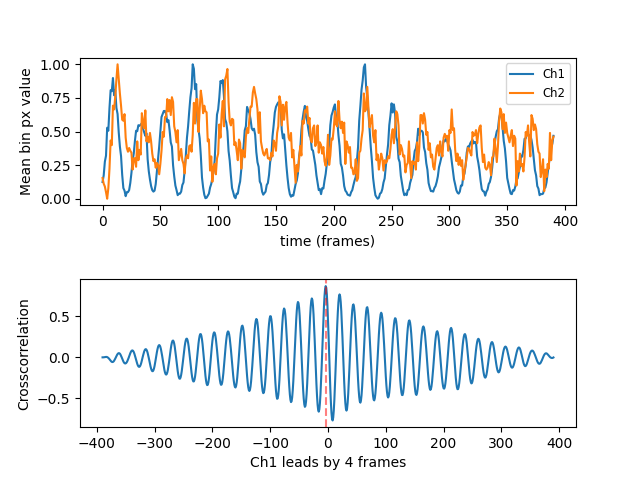 1.00
0.75
0.50
0.25
0.00
Mean bin px value
Ch1
Ch2
0 50 100 150 200 250 300 350 400
time (frames)
0.5
0.0
−0.5
Crosscorrelation
−400 −300 −200 −100 0 100 200 300 400
Ch1 leads by 4 frames